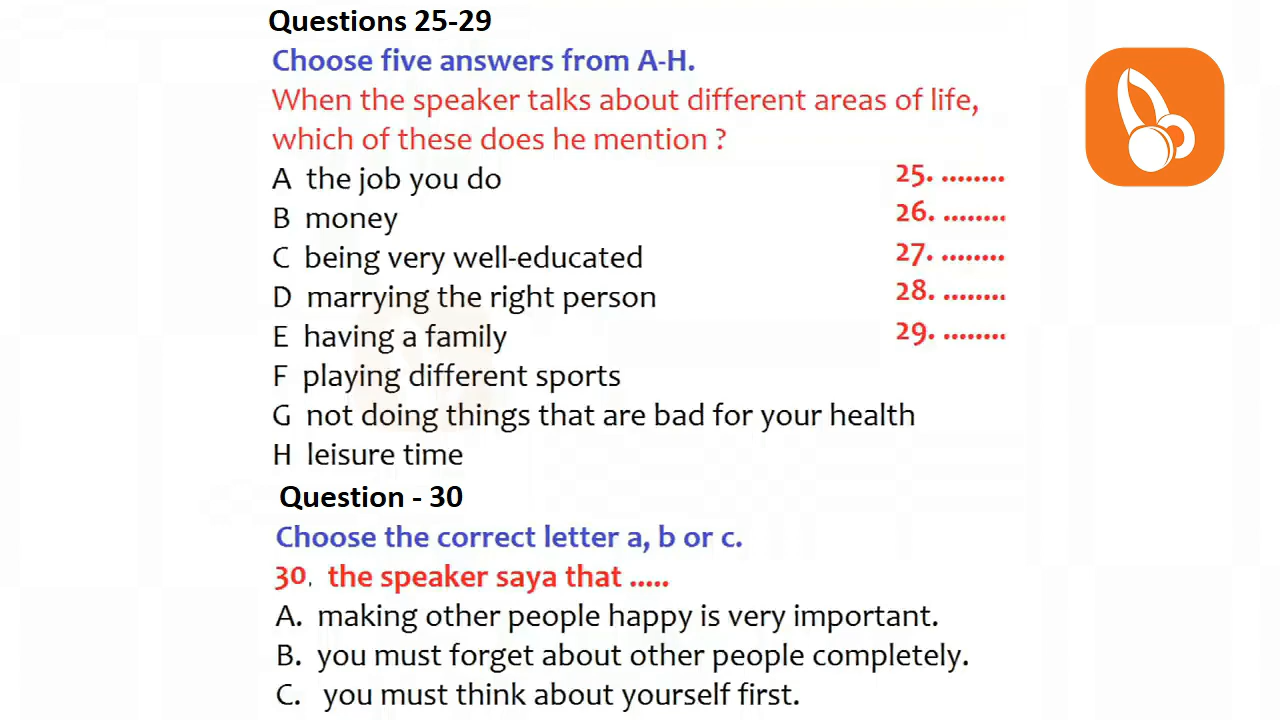 Questions 25-29
Choose five answers from A-H.
When the speaker talks about different areas of life,
which of these does he mention ?
A the job you do
25. ........
B money
26. ........
C being very well-educated
27. ........
D marrying the right person
28. ........
E having a family
29. ........
F playing different sports
G not doing things that are bad for your health
H leisure time
Question - 30
Choose the correct letter a, b or c.
30. the speaker saya that .....
A. making other people happy is very important.
B. you must forget about other people completely.
C. you must think about yourself first.